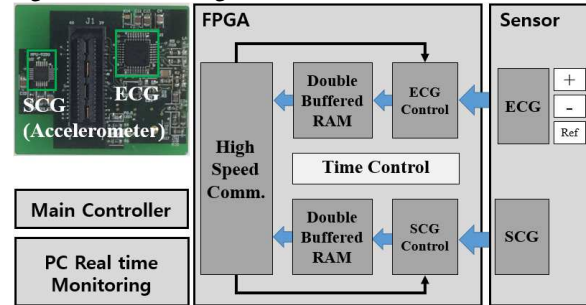 J1
SCG
(Accelerometer)
ECG
Main Controller
PC Real time
Monitoring
FPGA
High
Speed
Comm.
Double
Buffered
RAM
ECG
Control
Time Control
Double
Buffered
RAM
SCG
Control
Sensor
ECG
+
-
Ref
SCG